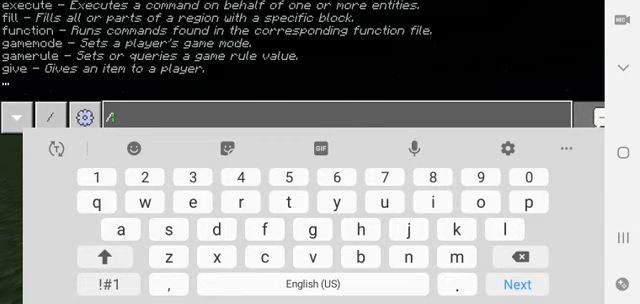 execute – Executes a command on behalf of one or more entities.
fill – Fills all or parts of a region with a specific block.
function – Runs commands found in the corresponding function file.
gamemode – Sets a player's game mode.
gamerule – Sets or queries a game rule value.
give – Gives an item to a player.
...
/ /
GIF
1 2 3 4 5 6 7 8 9 0
q w e r t y u i o p
a s d f g h j k l
z x c v b n m
!#1 , English (US) . Next